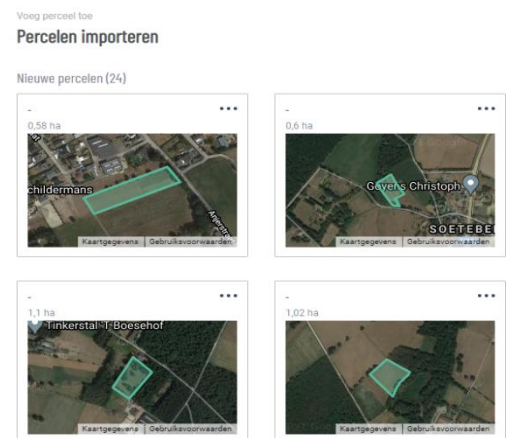 Voeg perceel toe
Percelen importeren
Nieuwe percelen (24)
-
0,58 ha
childermans
Anjerstra
Kaartgegevens Gebruiksvoorwaarden
-
0,6 ha
Geyers Christoph
SOETEBE
Kaartgegevens Gebruiksvoorwaarden
-
1,1 ha
Tinkerstal 'T Boesehof
Kaartgegevens Gebruiksvoorwaarden
-
1,02 ha
Kaartgegevens Gebruiksvoorwaarden